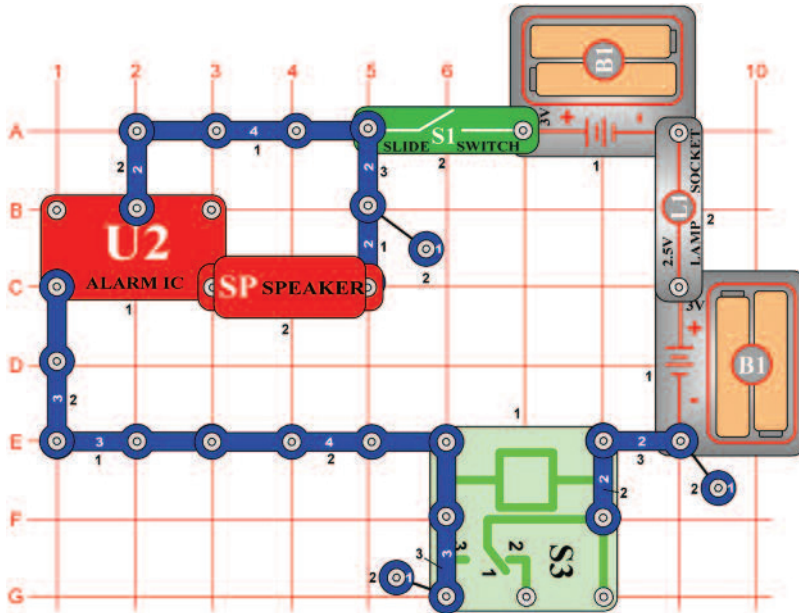 1 2 3 4 5 6 10
B1
3V + 1
A 4 1 S1
SLIDE SWITCH
2
2 2 2 3
B
U2
ALARM IC
1
2 1 1 2
L1
2.5V LAMP SOCKET 2
C SP SPEAKER
2
3V + - 1
B1
D
3 2
E 3 1 4 2 1 2 3
1 2
F 2 2
3 3
3 1 2 S3
G 2 1